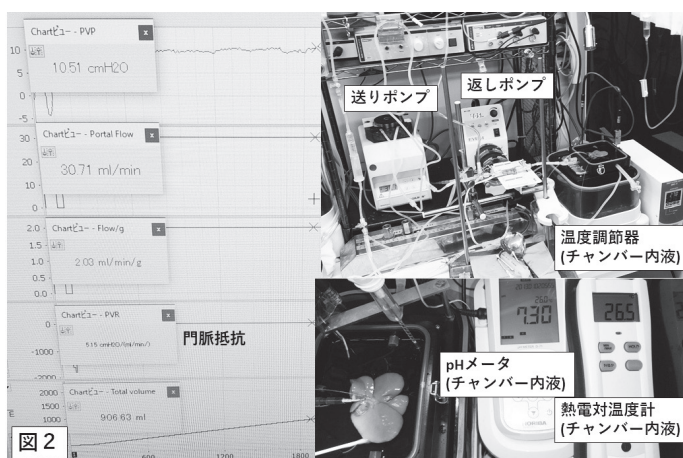 Chartビュー - PVP
x
10.51 cmH2O
10
5
0
-5
Chartビュー - Portal Flow
x
30.71 ml/min
30
20
10
0
Chartビュー - Flow/g
x
2.03 ml/min/g
2.0
1.5
1.0
0.5
0.0
Chartビュー - PVR
x
5.15 cmH2O/(ml/min/)
0
-1000
-2000
門脈抵抗
Chartビュー - Total volume
x
906.63 ml
2000
1500
1000
600
1200
1800
図2
送りポンプ
返しポンプ
温度調節器
(チャンバー内液)
26.0
7.30
26.5
pHメータ
(チャンバー内液)
熱電対温度計
(チャンバー内液)